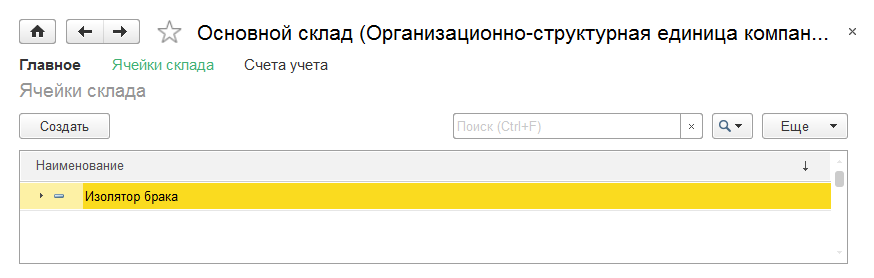 Основной склад (Организационно-структурная единица компан...
Главное Ячейки склада Счета учета
Ячейки склада
Создать Поиск (Ctrl+F) × Еще
Наименование ↓
Изолятор брака